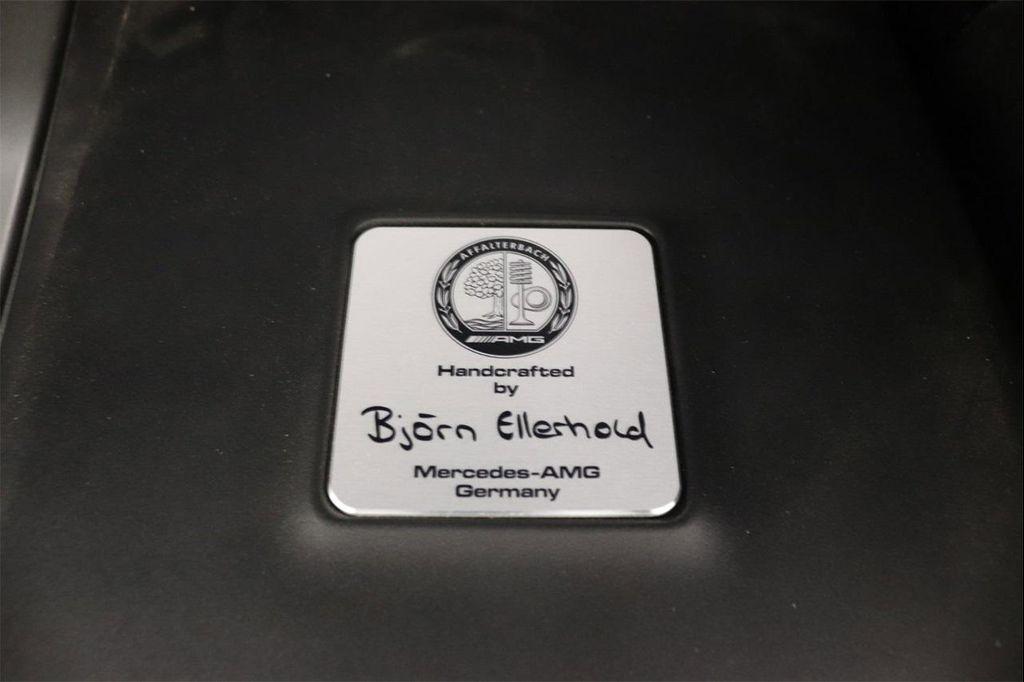 AFFALTERBACH
AMG
Handcrafted
by
Björn Ellerhold
Mercedes-AMG
Germany